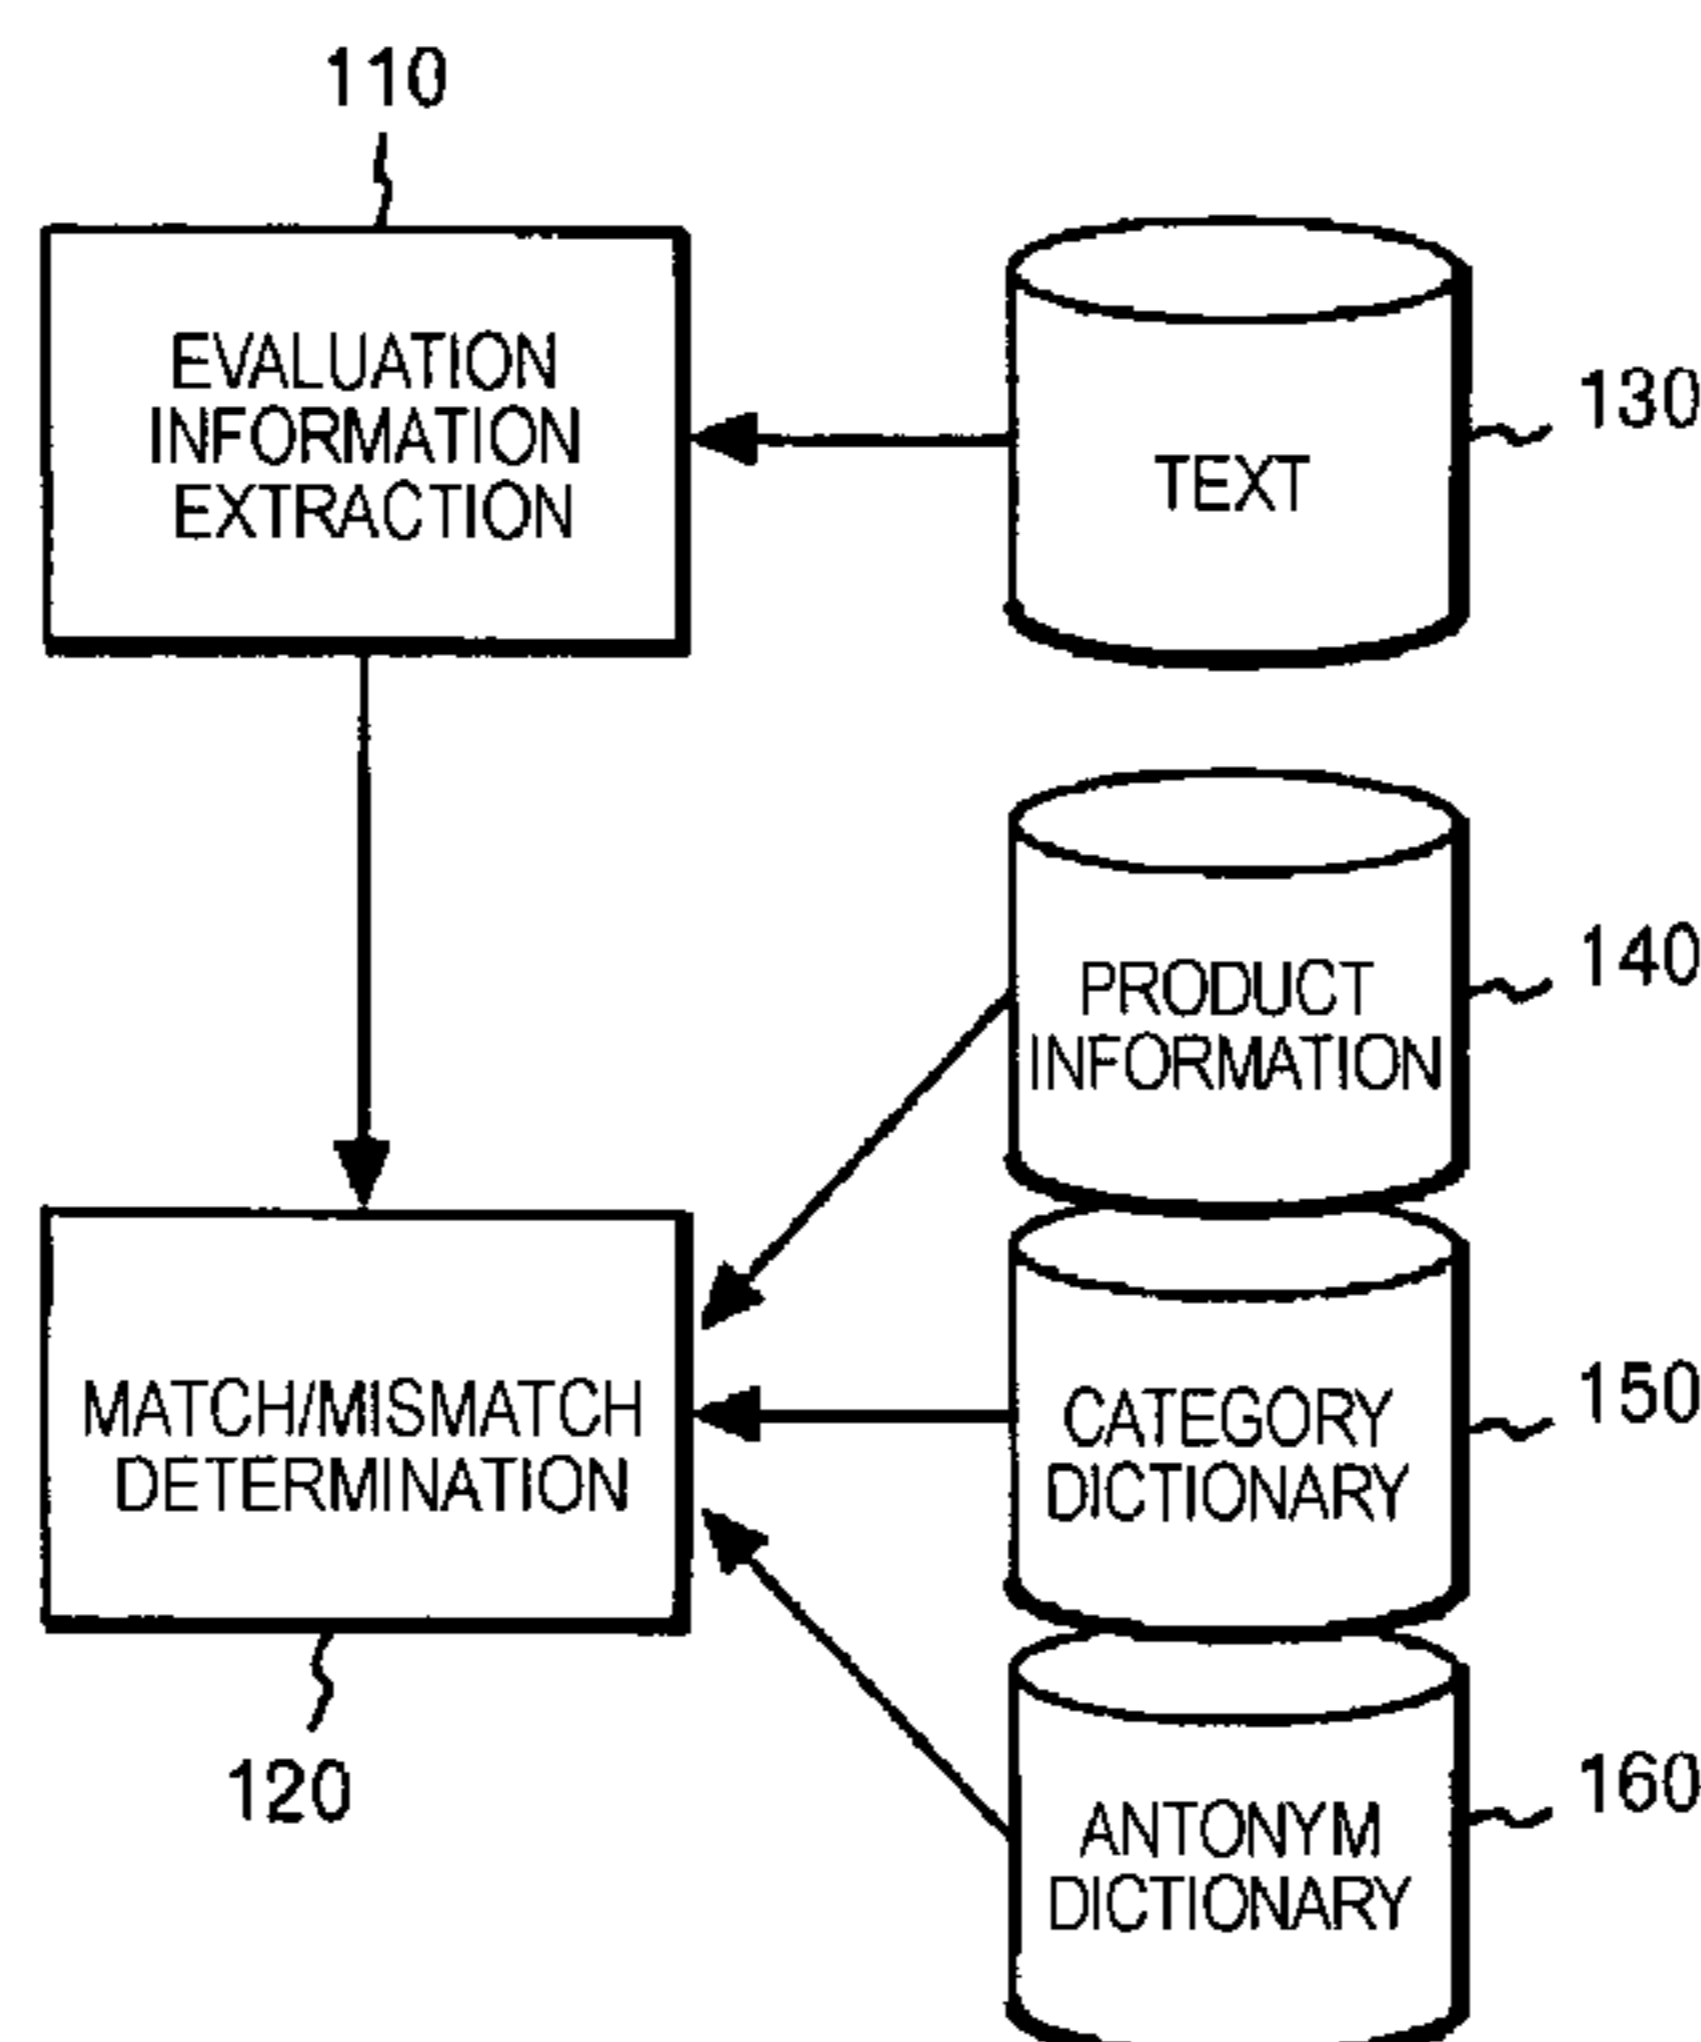 110
EVALUATION
INFORMATION
EXTRACTION
TEXT
130
PRODUCT
INFORMATION
140
MATCH/MISMATCH
DETERMINATION
120
CATEGORY
DICTIONARY
150
ANTONYM
DICTIONARY
160